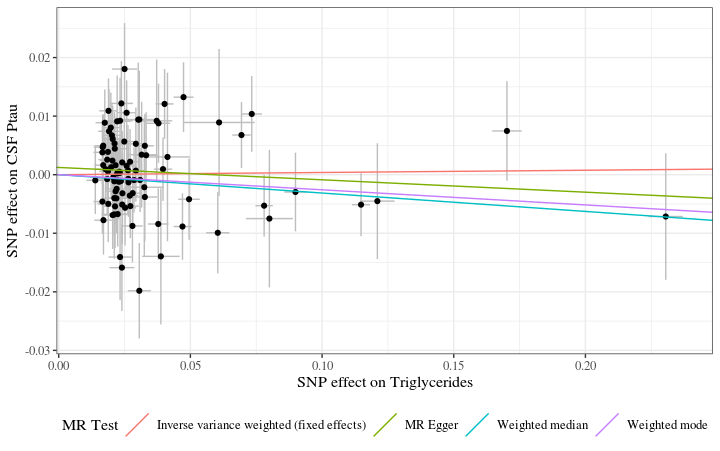 SNP effect on CSF Ptau
0.02
0.01
0.00
-0.01
-0.02
-0.03
0.00 0.05 0.10 0.15 0.20
SNP effect on Triglycerides
MR Test Inverse variance weighted (fixed effects) MR Egger Weighted median Weighted mode